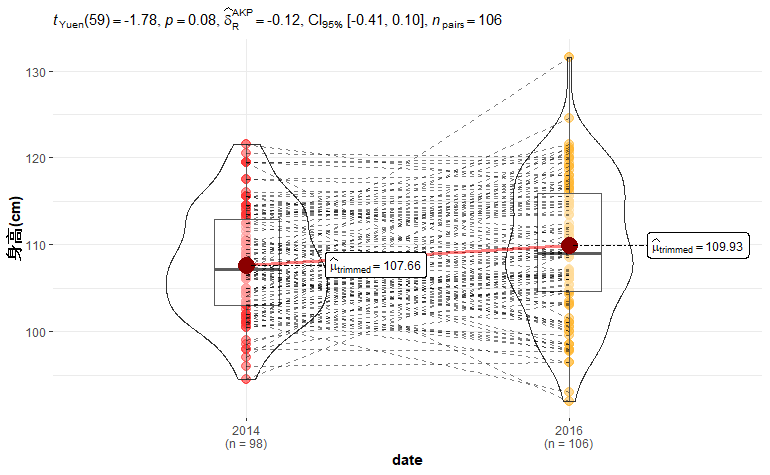 t_Yuen(59) = -1.78, p = 0.08, δ̂_R^AKP = -0.12, CI_95% [-0.41, 0.10], n_pairs = 106
130
120
110
100
身高(cm)
μ̂_trimmed = 107.66
μ̂_trimmed = 109.93
2014
(n = 98)
2016
(n = 106)
date